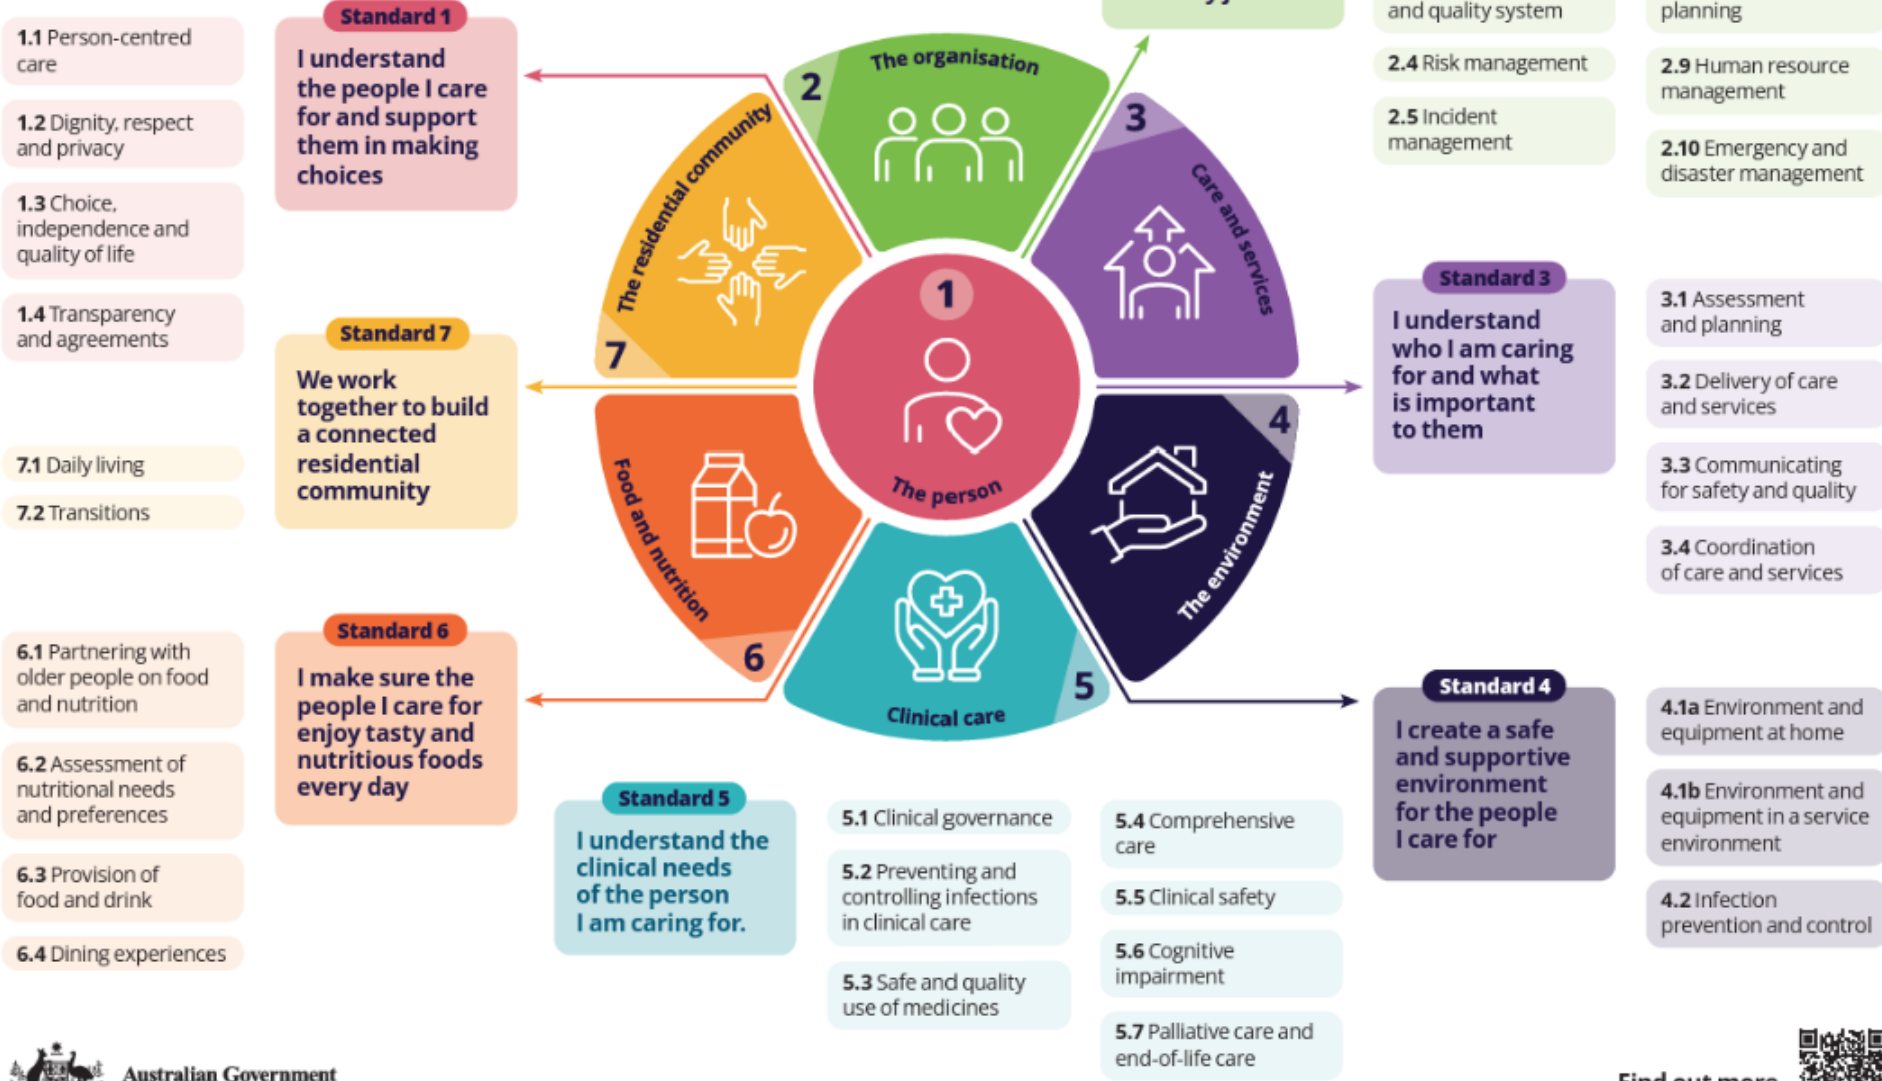 Standard 1
I understand
the people I care
for and support
them in making
choices
1.1 Person-centred
care
1.2 Dignity, respect
and privacy
1.3 Choice,
independence and
quality of life
1.4 Transparency
and agreements
and quality system
2.4 Risk management
2.5 Incident
management
planning
2.9 Human resource
management
2.10 Emergency and
disaster management
2
The organisation
3
Care and services
4
The environment
5
Clinical care
6
Food and nutrition
7
The residential community
1
The person
Standard 7
We work
together to build
a connected
residential
community
7.1 Daily living
7.2 Transitions
Standard 3
I understand
who I am caring
for and what
is important
to them
3.1 Assessment
and planning
3.2 Delivery of care
and services
3.3 Communicating
for safety and quality
3.4 Coordination
of care and services
Standard 6
I make sure the
people I care for
enjoy tasty and
nutritious foods
every day
6.1 Partnering with
older people on food
and nutrition
6.2 Assessment of
nutritional needs
and preferences
6.3 Provision of
food and drink
6.4 Dining experiences
Standard 5
I understand the
clinical needs
of the person
I am caring for.
5.1 Clinical governance
5.2 Preventing and
controlling infections
in clinical care
5.3 Safe and quality
use of medicines
5.4 Comprehensive
care
5.5 Clinical safety
5.6 Cognitive
impairment
5.7 Palliative care and
end-of-life care
Standard 4
I create a safe
and supportive
environment
for the people
I care for
4.1a Environment and
equipment at home
4.1b Environment and
equipment in a service
environment
4.2 Infection
prevention and control
Australian Government
Find out more